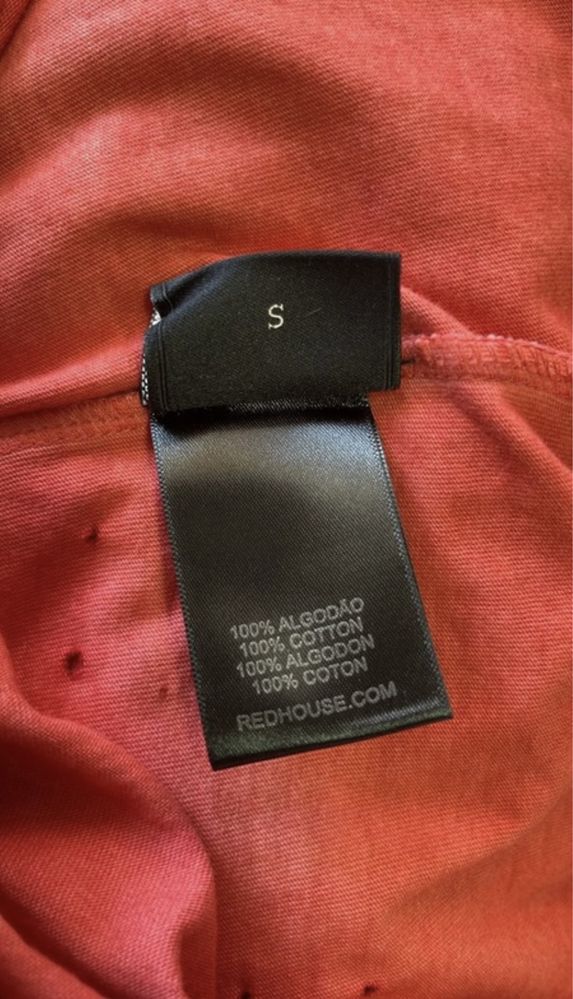 S
100% ALGODÃO
100% COTTON
100% ALGODON
100% COTON
REDHOUSE.COM